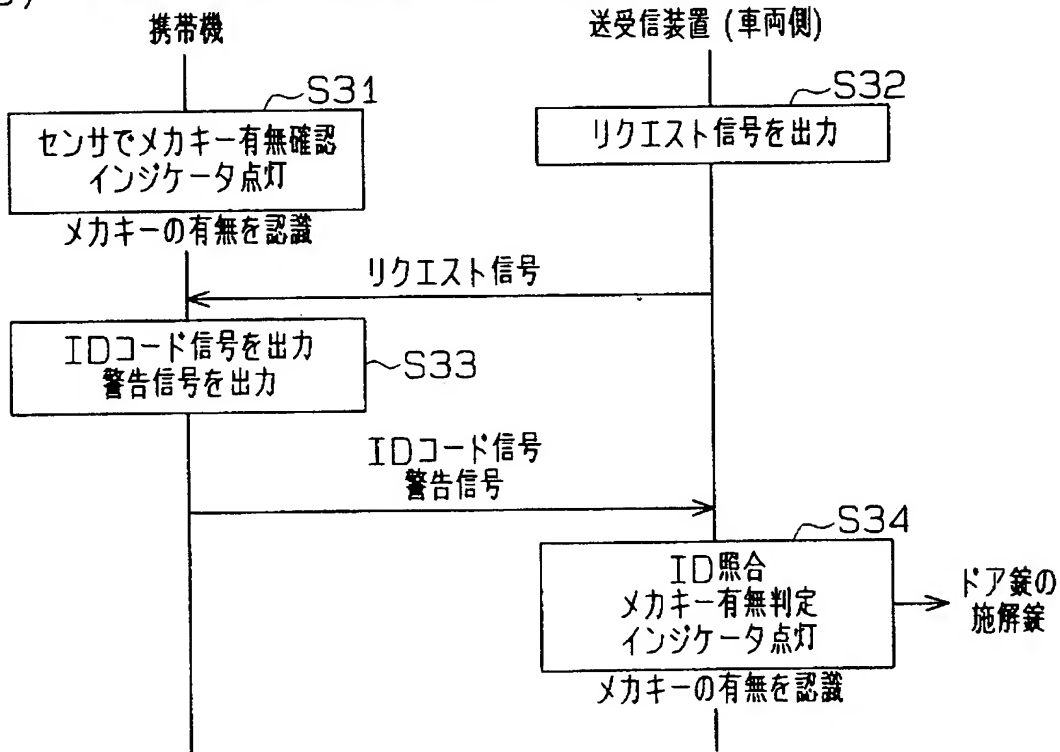 携帯機
送受信装置 (車両側)
S31
センサでメカキー有無確認
インジケータ点灯
メカキーの有無を認識
S32
リクエスト信号を出力
リクエスト信号
IDコード信号を出力
警告信号を出力
S33
IDコード信号
警告信号
S34
ID照合
メカキー有無判定
インジケータ点灯
メカキーの有無を認識
ドア錠の
施解錠